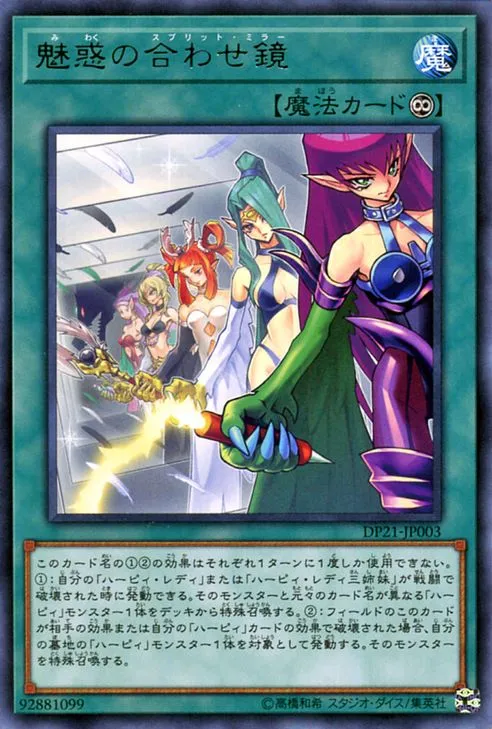 み わく スプリット・ミラー
魅惑の合わせ鏡
魔
ま ほう
【魔法カード】
DP21-JP003
このカード名の①②の効果はそれぞれ1ターンに1度しか使用できない。
①:自分の「ハーピィ・レディ」または「ハーピィ・レディ三姉妹」が戦闘で
破壊された時に発動できる。そのモンスターと元々のカード名が異なる「ハー
ピィ」モンスター1体をデッキから特殊召喚する。②:フィールドのこのカード
が相手の効果または自分の「ハーピィ」カードの効果で破壊された場合、自分
の墓地の「ハーピィ」モンスター1体を対象として発動する。そのモンスター
を特殊召喚する。
92881099
©高橋和希 スタジオ・ダイス/集英社